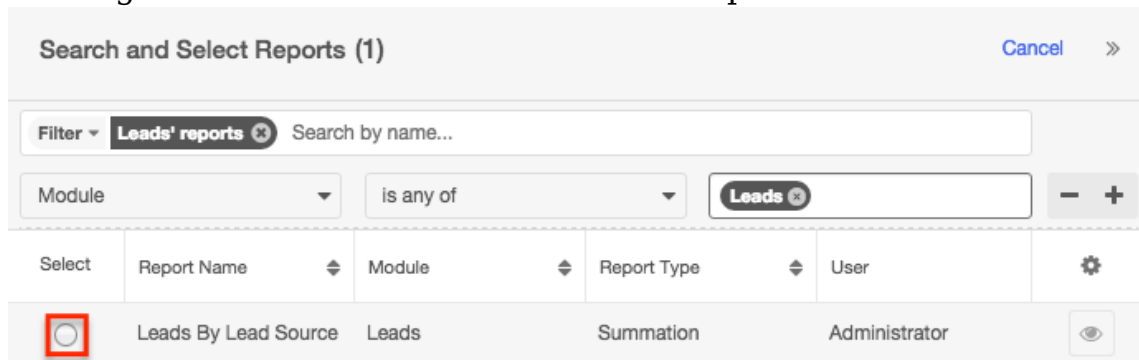 Search and Select Reports (1) Cancel »
Filter Leads' reports Search by name...
Module is any of Leads − +
Select Report Name Module Report Type User
Leads By Lead Source Leads Summation Administrator